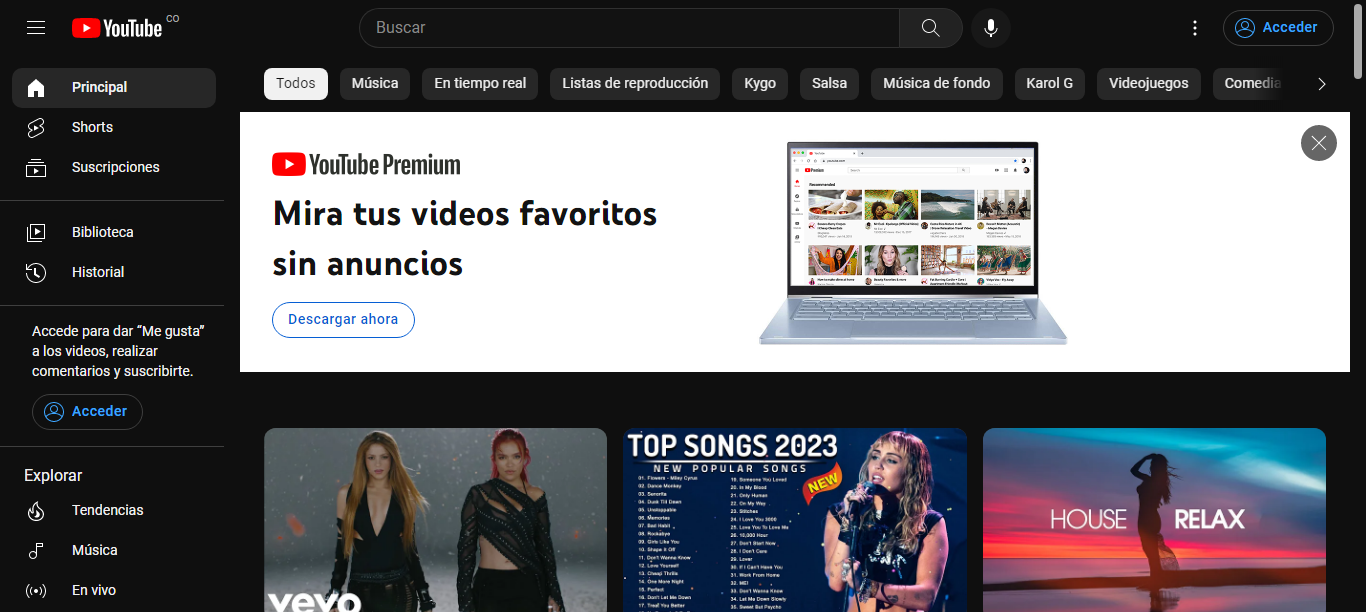 YouTube CO
Buscar
Acceder
Principal
Shorts
Suscripciones
Biblioteca
Historial
Accede para dar “Me gusta”
a los videos, realizar
comentarios y suscribirte.
Acceder
Explorar
Tendencias
Música
En vivo
Todos
Música
En tiempo real
Listas de reproducción
Kygo
Salsa
Música de fondo
Karol G
Videojuegos
Comedia
YouTube Premium
Mira tus videos favoritos
sin anuncios
Descargar ahora
Premium
Recommended
vevo
TOP SONGS 2023
NEW POPULAR SONGS
NEW
01. Flowers - Miley Cyrus
02. Dance Monkey
03. Senorita
04. Dusk Till Dawn
05. Unstoppable
06. Memories
07. Bad Habit
08. Rockabye
09. Girls Like You
10. Shape It Off
11. Don't Wanna Know
12. Love Yourself
13. Cheap Thrills
14. One More Night
15. Perfect
16. Don't Let Me Down
17. Treat You Better
19. Someone You Loved
20. In My Blood
21. Only Human
22. On My Way
23. Stitches
24. I Love You 3000
25. Love You To Love Me
26. 10,000 Hour
27. Don't Start Now
28. I Don't Care
29. Lover
30. If I Can't Have You
31. Work From Home
32. ME!
33. Don't Wanna Know
34. Let Me Down Slowly
35. Sweet But Psycho
HOUSE RELAX